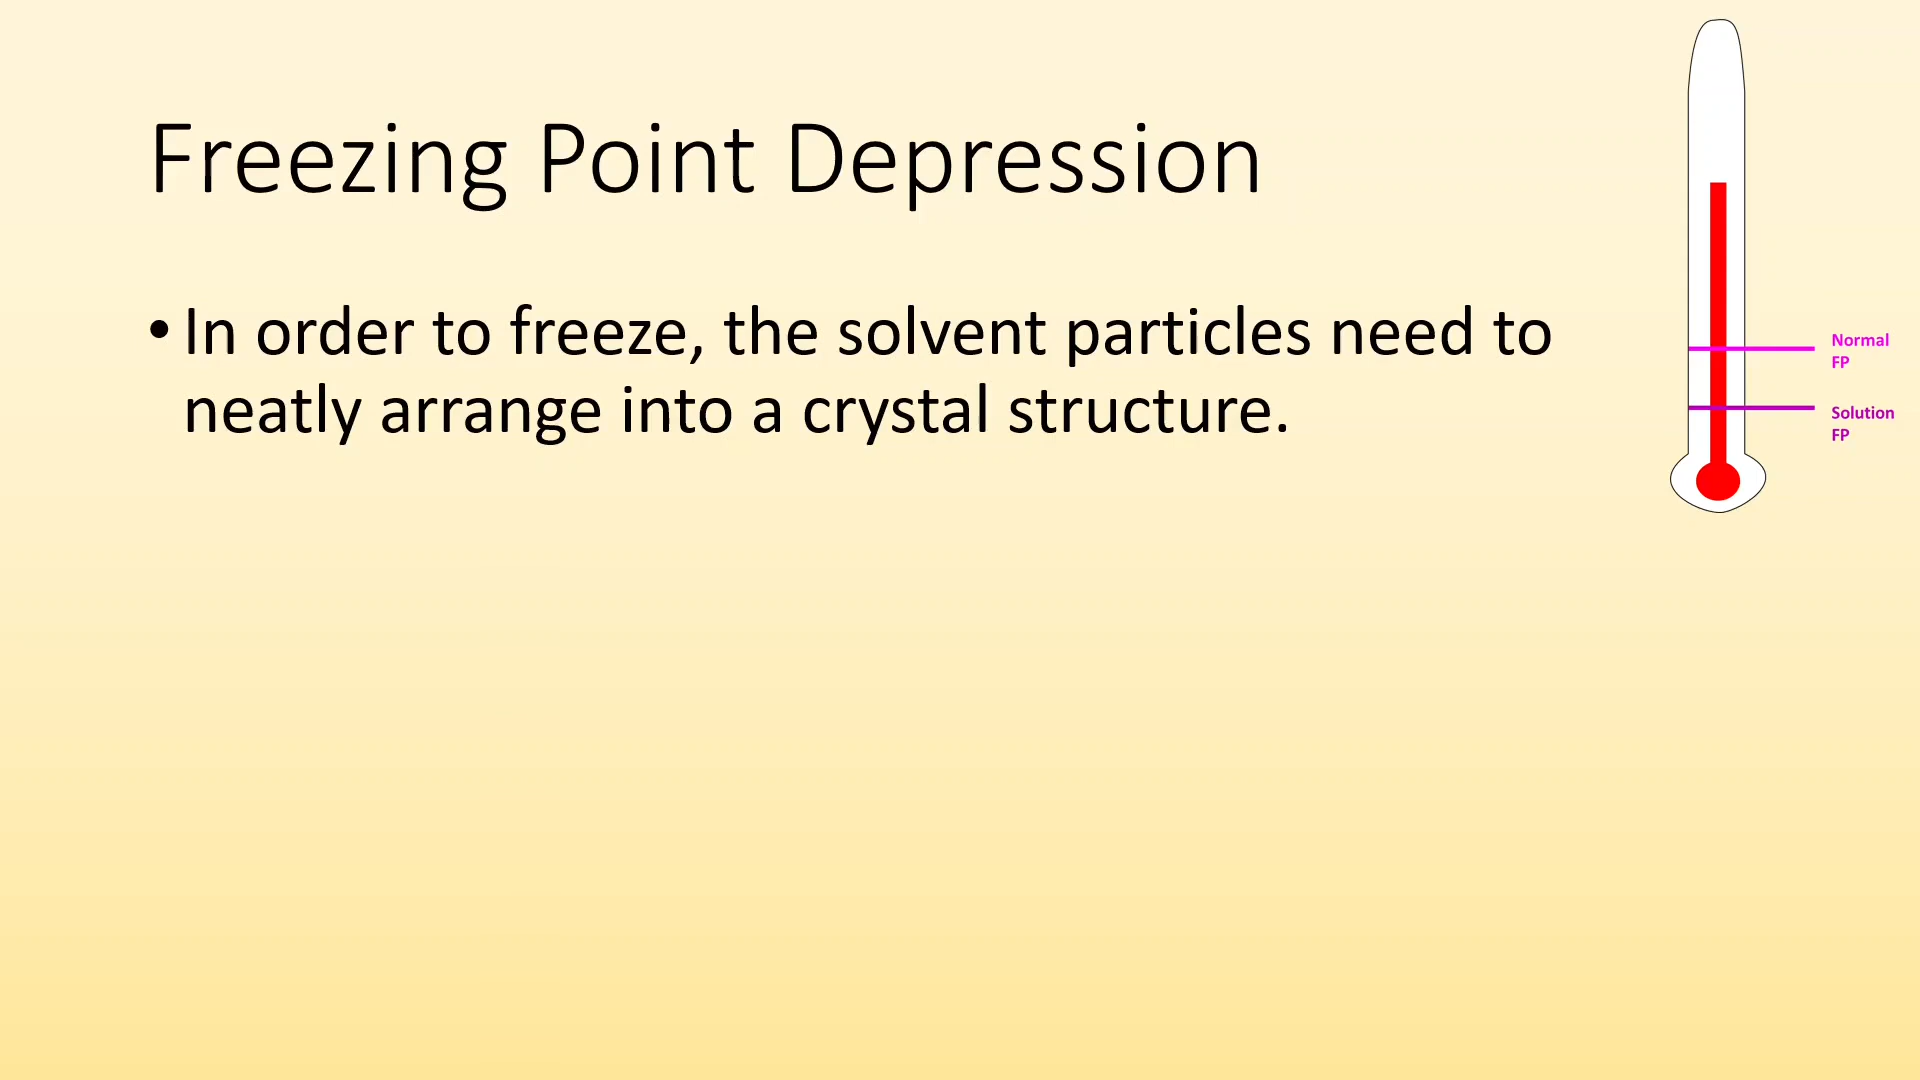 Freezing Point Depression
• In order to freeze, the solvent particles need to
neatly arrange into a crystal structure.
Normal
FP
Solution
FP